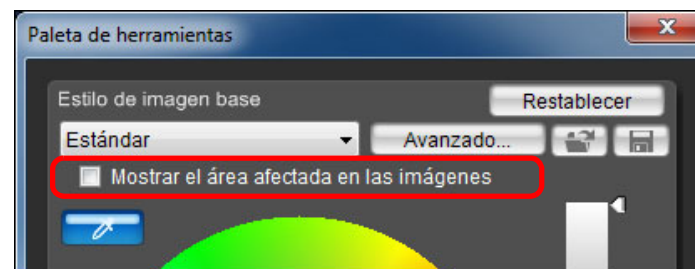 Paleta de herramientas
Estilo de imagen base Restablecer
Estándar Avanzado...
Mostrar el área afectada en las imágenes